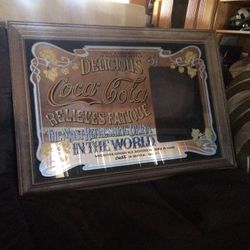 DELICIOUS
Coca-Cola
RELIEVES FATIGUE
THE MOST REFRESHING DRINK
IN THE WORLD